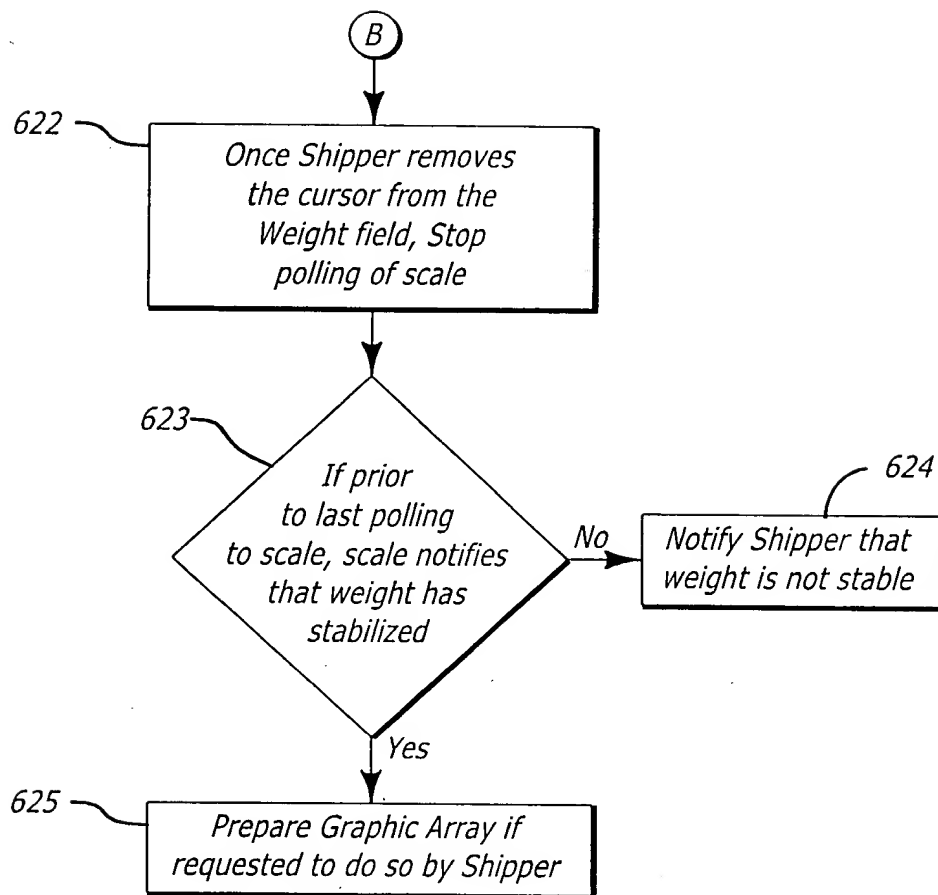 B
622
Once Shipper removes
the cursor from the
Weight field, Stop
polling of scale
623
If prior
to last polling
to scale, scale notifies
that weight has
stabilized
No
624
Notify Shipper that
weight is not stable
Yes
625
Prepare Graphic Array if
requested to do so by Shipper